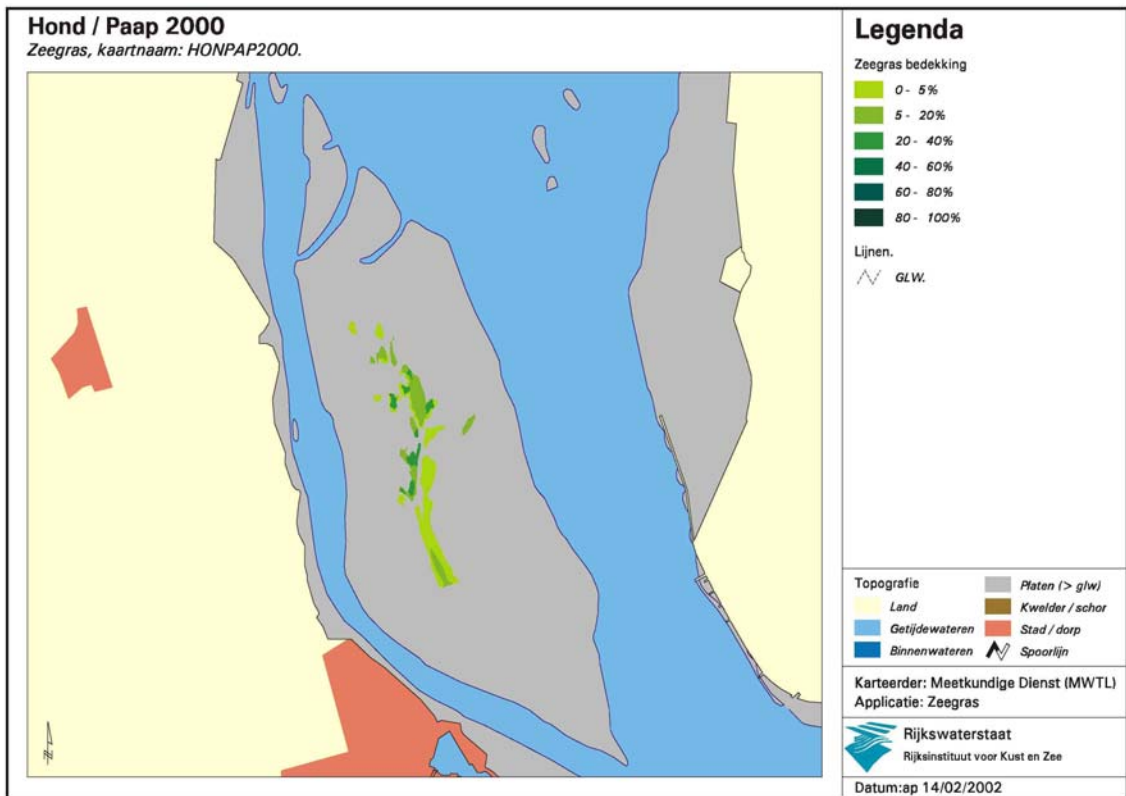 Hond / Paap 2000
Zeegras, kaartnaam: HONPAP2000.
Legenda
Zeegras bedekking
0 - 5%
5 - 20%
20 - 40%
40 - 60%
60 - 80%
80 - 100%
Lijnen.
GLW.
Topografie
Land
Getijdewateren
Binnenwateren
Platen (> glw)
Kwelder / schor
Stad / dorp
Spoorlijn
Karteerder: Meetkundige Dienst (MWTL)
Applicatie: Zeegras
Rijkswaterstaat
Rijksinstituut voor Kust en Zee
Datum:ap 14/02/2002